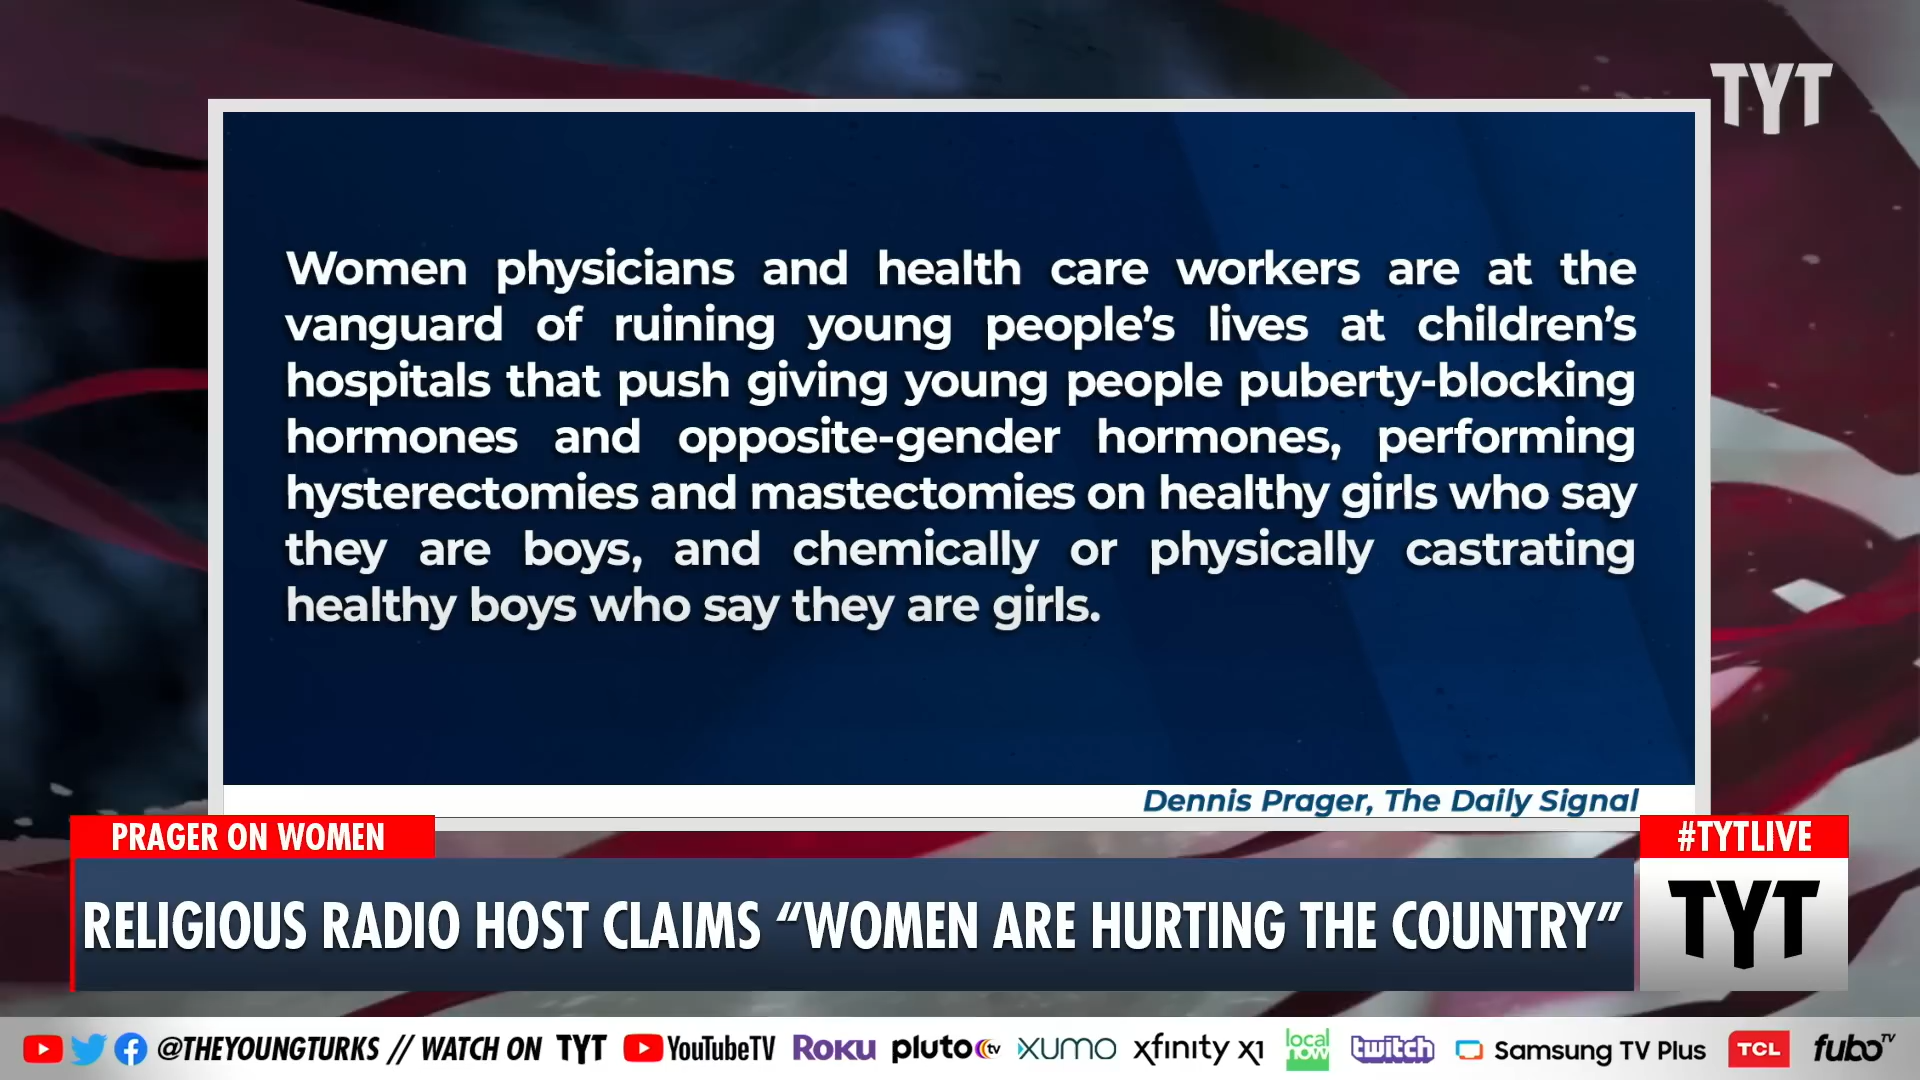 TYT
Women physicians and health care workers are at the
vanguard of ruining young people’s lives at children’s
hospitals that push giving young people puberty-blocking
hormones and opposite-gender hormones, performing
hysterectomies and mastectomies on healthy girls who say
they are boys, and chemically or physically castrating
healthy boys who say they are girls.
Dennis Prager, The Daily Signal
PRAGER ON WOMEN
#TYTLIVE
RELIGIOUS RADIO HOST CLAIMS “WOMEN ARE HURTING THE COUNTRY”
TYT
@THEYOUNGTURKS // WATCH ON TYT YouTubeTV ROKU pluto tv XUMO xfinity x1 local now twitch Samsung TV Plus TCL fuboTV